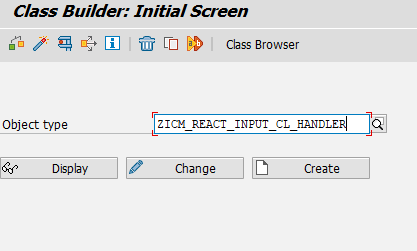 Class Builder: Initial Screen
Class Browser
Object type ZICM_REACT_INPUT_CL_HANDLER
Display Change Create